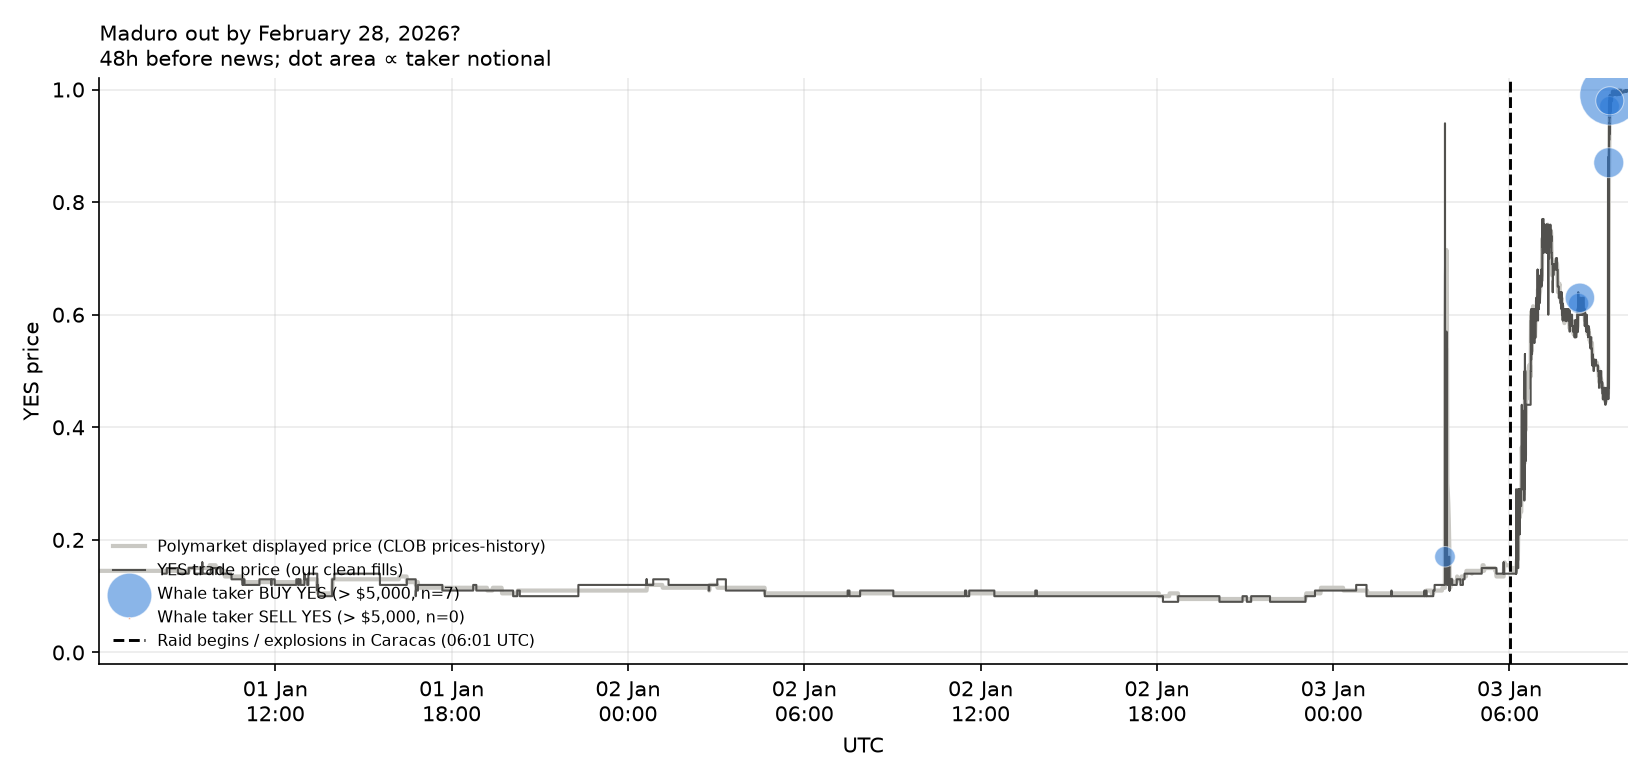 Maduro out by February 28, 2026?
48h before news; dot area ∝ taker notional
YES price
1.0
0.8
0.6
0.4
0.2
0.0
Polymarket displayed price (CLOB prices-history)
YES trade price (our clean fills)
Whale taker BUY YES (> $5,000, n=7)
Whale taker SELL YES (> $5,000, n=0)
Raid begins / explosions in Caracas (06:01 UTC)
01 Jan
12:00
01 Jan
18:00
02 Jan
00:00
02 Jan
06:00
02 Jan
12:00
02 Jan
18:00
03 Jan
00:00
03 Jan
06:00
UTC